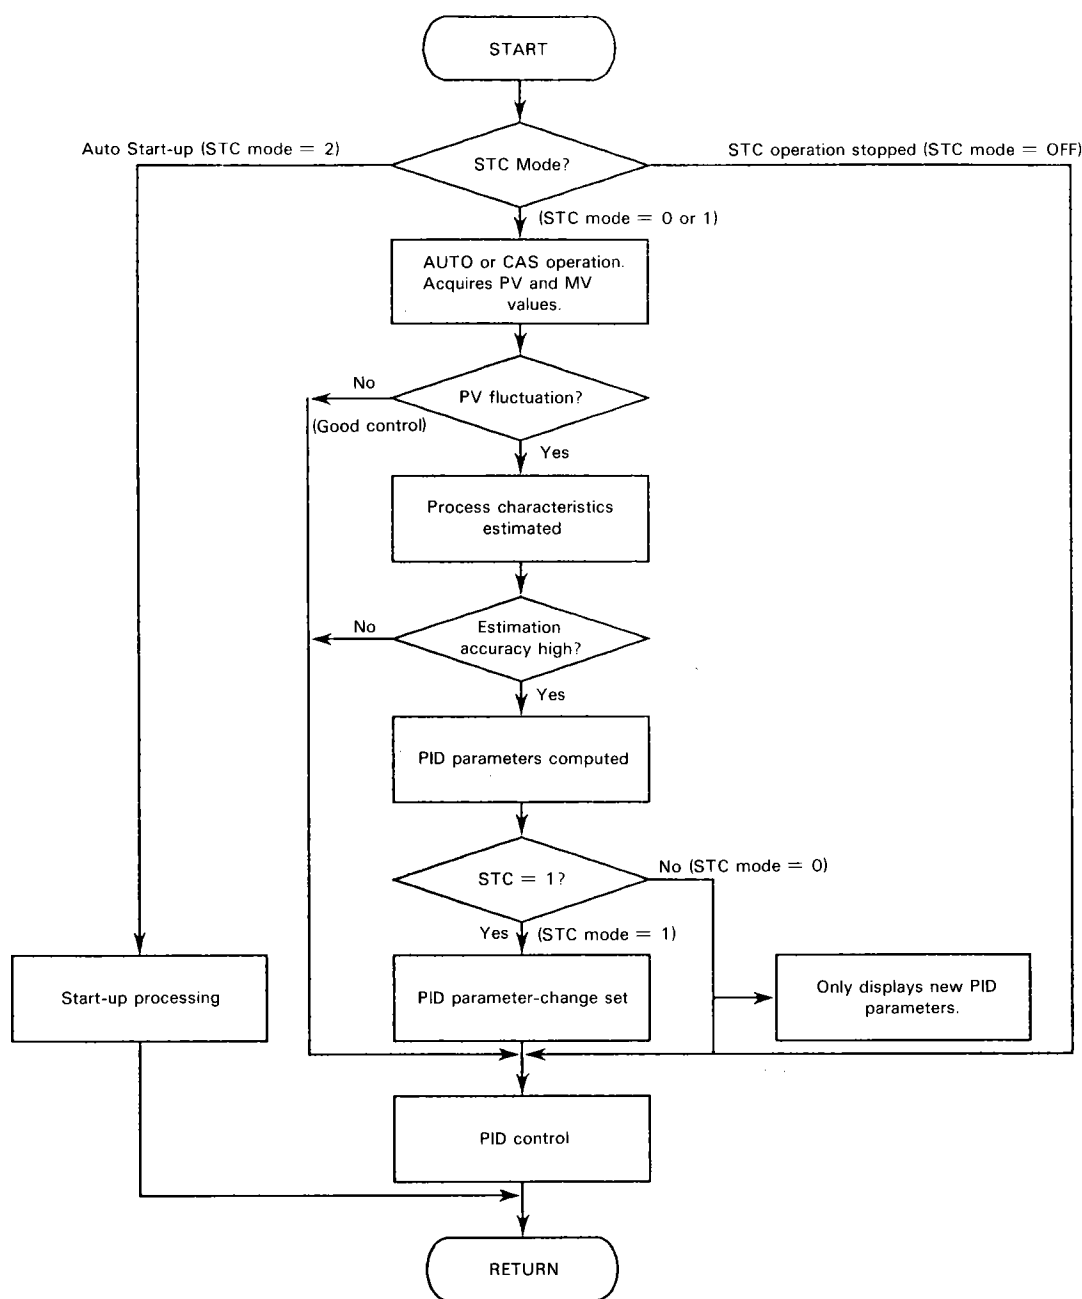 START
Auto Start-up (STC mode = 2)
STC Mode?
STC operation stopped (STC mode = OFF)
(STC mode = 0 or 1)
AUTO or CAS operation.
Acquires PV and MV
values.
No
PV fluctuation?
(Good control)
Yes
Process characteristics
estimated
No
Estimation
accuracy high?
Yes
PID parameters computed
STC = 1?
No (STC mode = 0)
Yes
(STC mode = 1)
Start-up processing
PID parameter-change set
Only displays new PID
parameters.
PID control
RETURN